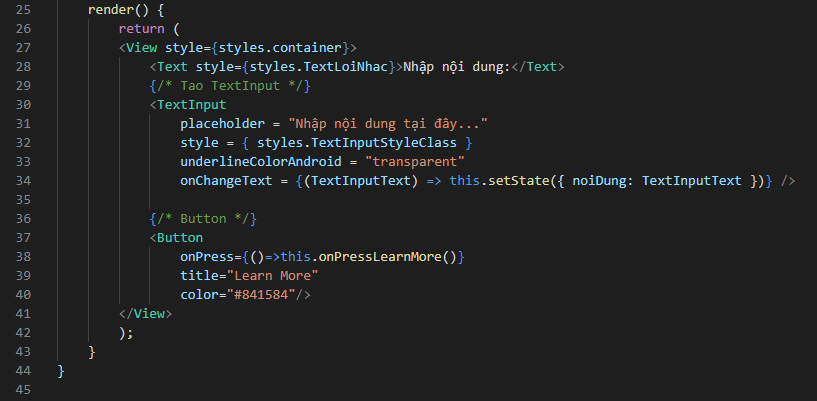 25 render() {
26 return (
27 <View style={styles.container}>
28 <Text style={styles.TextLoiNhac}>Nhập nội dung:</Text>
29 {/* Tao TextInput */}
30 <TextInput
31 placeholder = "Nhập nội dung tại đây..."
32 style = { styles.TextInputStyleClass }
33 underlineColorAndroid = "transparent"
34 onChangeText = {(TextInputText) => this.setState({ noiDung: TextInputText })} />
35
36 {/* Button */}
37 <Button
38 onPress={()=>this.onPressLearnMore()}
39 title="Learn More"
40 color="#841584"/>
41 </View>
42 );
43 }
44 }
45